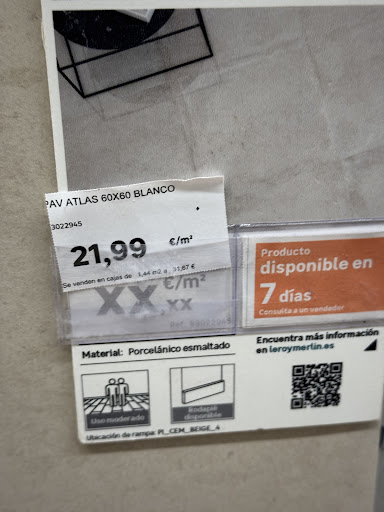 PAV ATLAS 60X60 BLANCO
3022945
21,99 €/m²
Se venden en cajas de 1,44 m2 a 31,67 €
XX,XX €/m²
Producto
disponible en
7 días
Consulta a un vendedor
Material: Porcelánico esmaltado
Encuentra más información
en leroymerlin.es
Uso moderado
Rodapié
disponible
Ubicación de rampa: PI_CEM_BEIGE_4